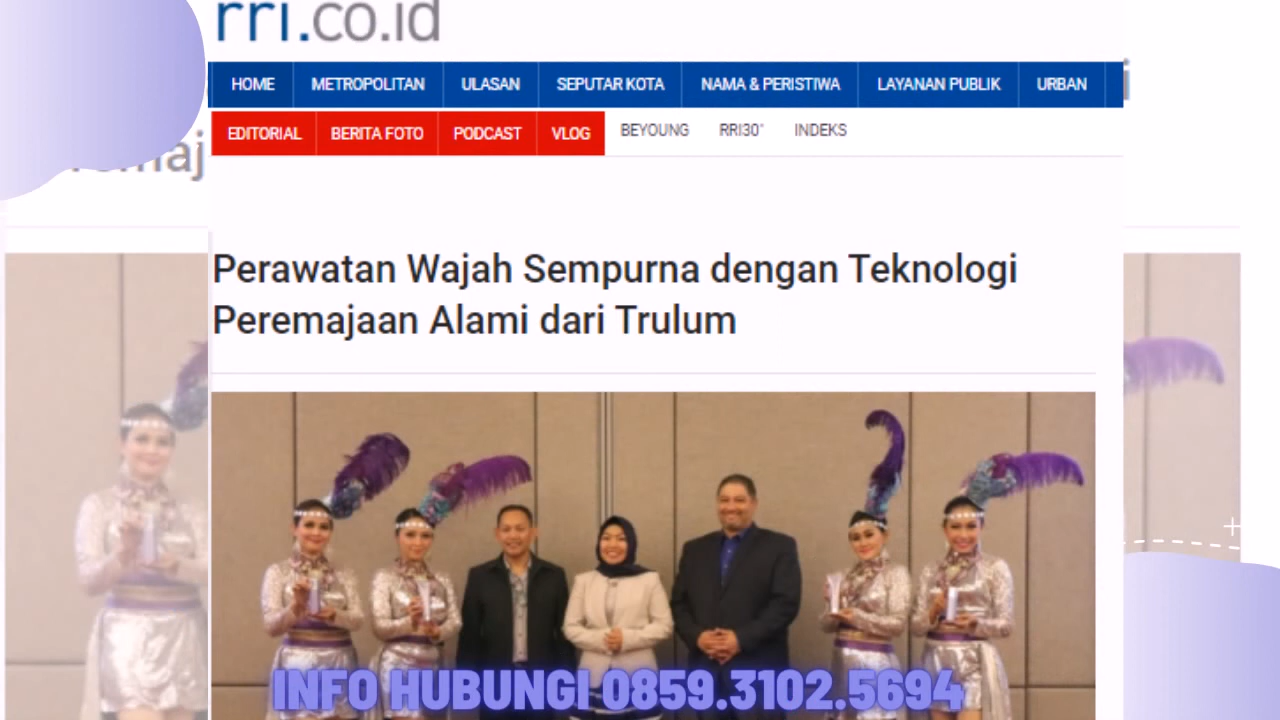 rri.co.id
HOME METROPOLITAN ULASAN SEPUTAR KOTA NAMA & PERISTIWA LAYANAN PUBLIK URBAN
EDITORIAL BERITA FOTO PODCAST VLOG BEYOUNG RRI30" INDEKS
Perawatan Wajah Sempurna dengan Teknologi
Peremajaan Alami dari Trulum
INFO HUBUNGI 0859.3102.5694